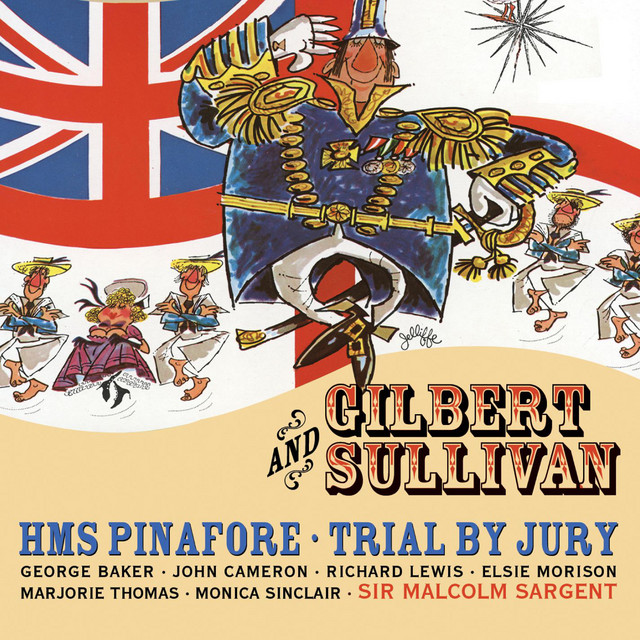 Jelliffe
AND
GILBERT
SULLIVAN
HMS PINAFORE · TRIAL BY JURY
GEORGE BAKER · JOHN CAMERON · RICHARD LEWIS · ELSIE MORISON
MARJORIE THOMAS · MONICA SINCLAIR · SIR MALCOLM SARGENT